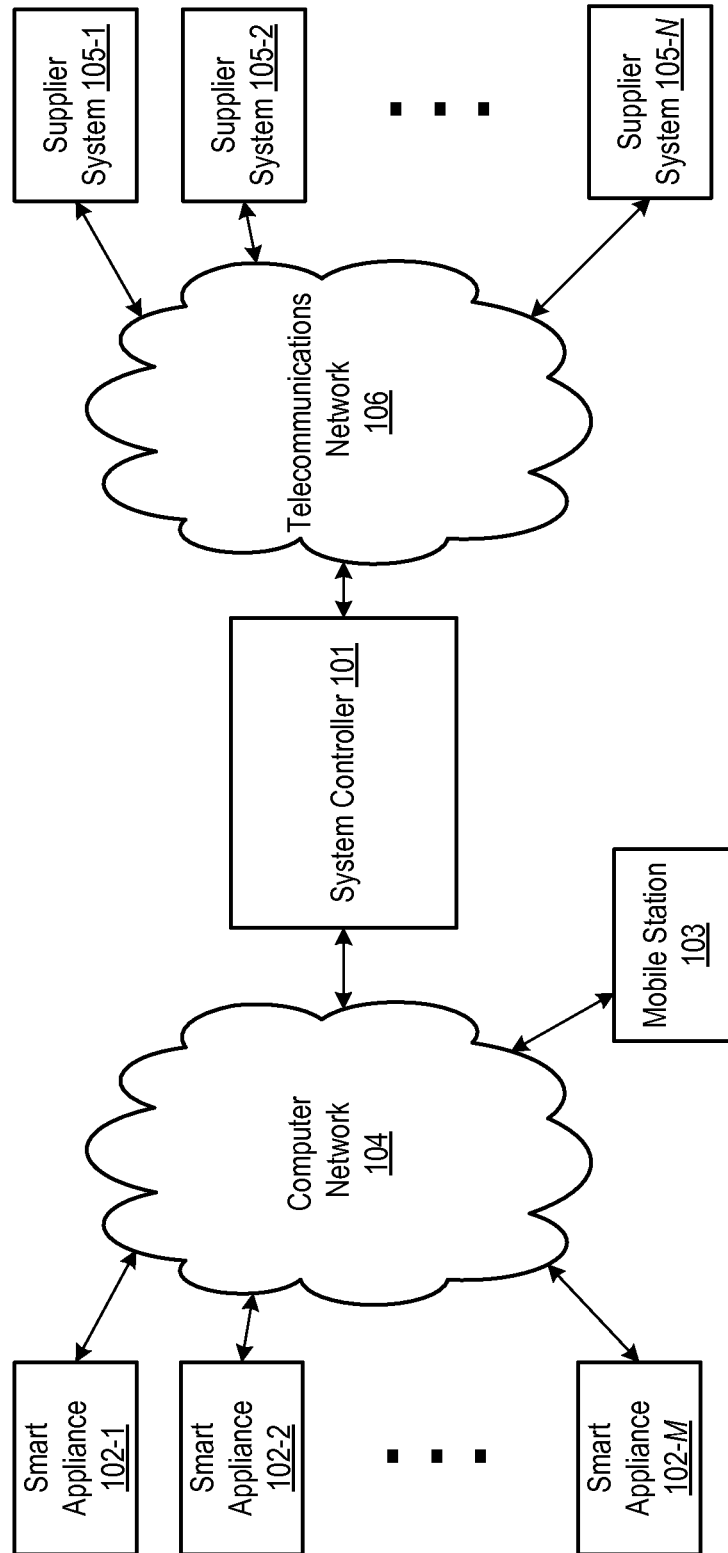 Smart
Appliance
102-1
Smart
Appliance
102-2
Smart
Appliance
102-M
Computer
Network
104
Mobile Station
103
System Controller 101
Telecommunications
Network
106
Supplier
System 105-1
Supplier
System 105-2
Supplier
System 105-N